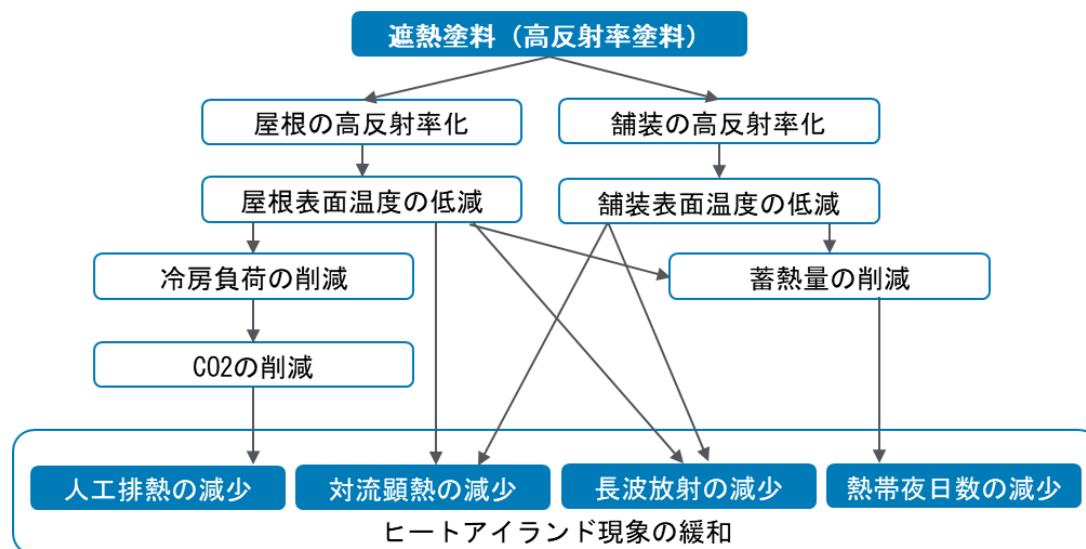 遮熱塗料（高反射率塗料）
屋根の高反射率化
舗装の高反射率化
屋根表面温度の低減
舗装表面温度の低減
冷房負荷の削減
蓄熱量の削減
CO2の削減
人工排熱の減少
対流顕熱の減少
長波放射の減少
熱帯夜日数の減少
ヒートアイランド現象の緩和